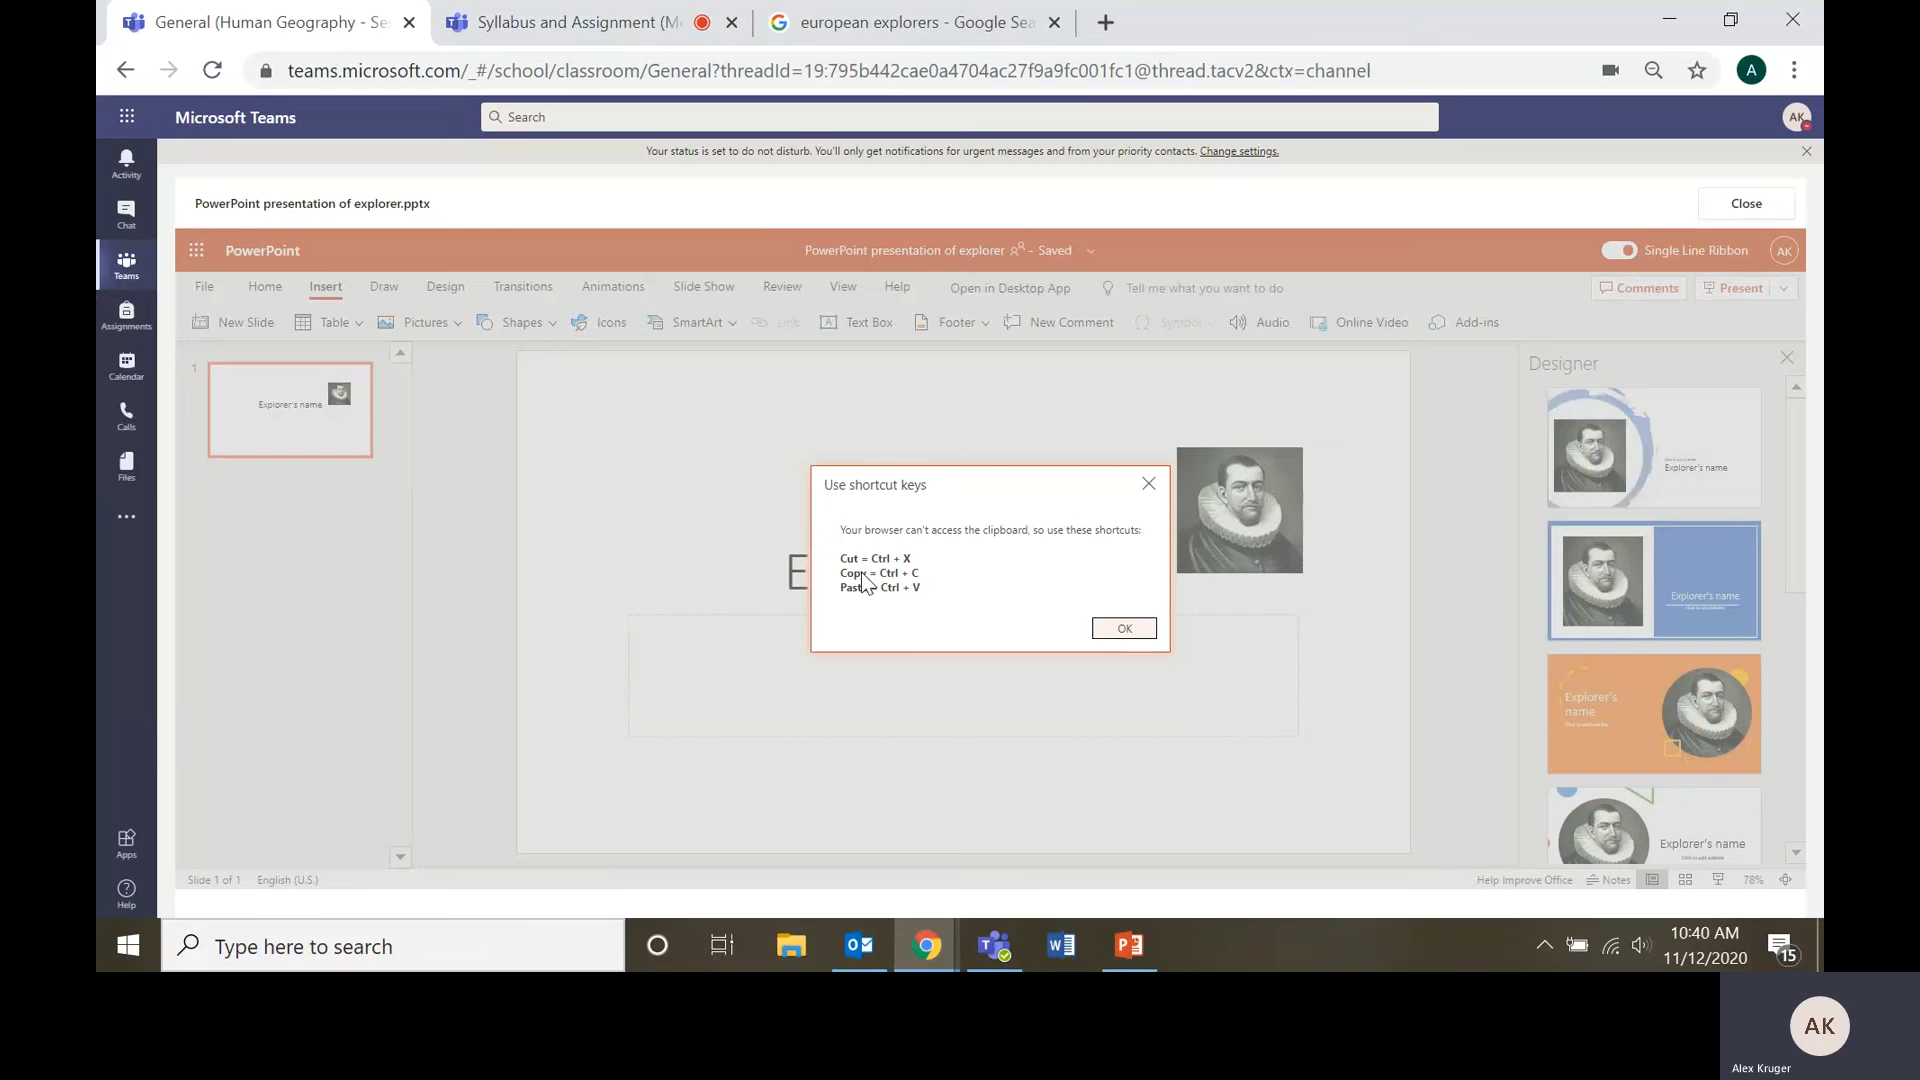 General (Human Geography - Se
Syllabus and Assignment (M
european explorers - Google Sea
teams.microsoft.com/_#/school/classroom/General?threadId=19:795b442cae0a4704ac27f9a9fc001fc1@thread.tacv2&ctx=channel
A
Microsoft Teams
Search
AK
Your status is set to do not disturb. You'll only get notifications for urgent messages and from your priority contacts. Change settings.
Activity
Chat
Teams
Assignments
Calendar
Calls
Files
Apps
Help
PowerPoint presentation of explorer.pptx
Close
PowerPoint
PowerPoint presentation of explorer - Saved
Single Line Ribbon
AK
File Home Insert Draw Design Transitions Animations Slide Show Review View Help Open in Desktop App Tell me what you want to do
Comments
Present
New Slide Table Pictures Shapes Icons SmartArt Link Text Box Footer New Comment Symbol Audio Online Video Add-ins
1
Explorer's name
E
Use shortcut keys
Your browser can't access the clipboard, so use these shortcuts:
Cut = Ctrl + X
Copy = Ctrl + C
Paste = Ctrl + V
OK
Designer
Explorer's name
Explorer's name
Explorer's
name
Explorer's name
Click to add subtitle
Slide 1 of 1
English (U.S.)
Help Improve Office
Notes
78%
Type here to search
10:40 AM
11/12/2020
15
AK
Alex Kruger